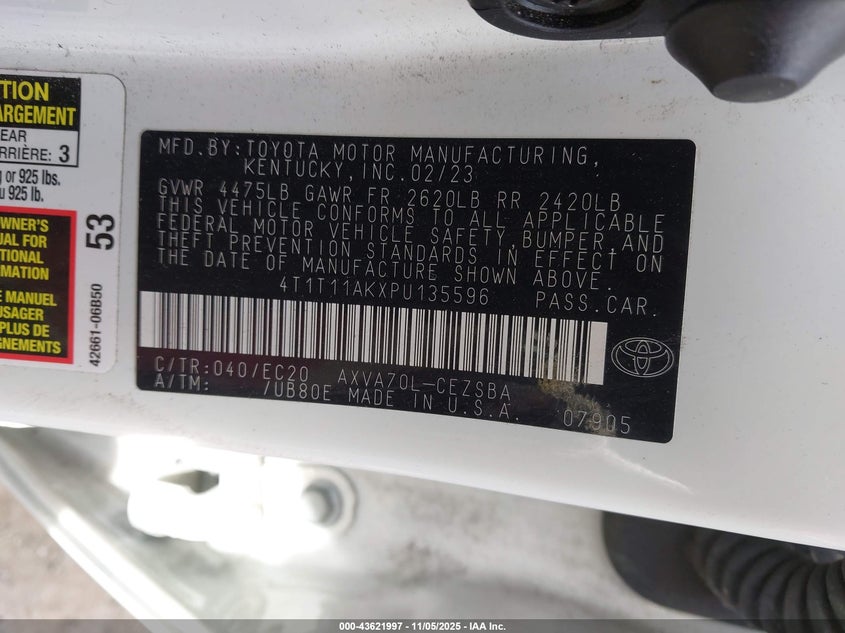 TION
ARGEMENT
EAR
RRIÈRE: 3
g or 925 lbs.
u 925 lb.
OWNER'S
UAL FOR
TIONAL
RMATION
E MANUEL
USAGER
PLUS DE
IGNEMENTS
53
42661-06B50
MFD.BY:TOYOTA MOTOR MANUFACTURING,
KENTUCKY,INC.02/23
GVWR 4475LB GAWR FR 2620LB RR 2420LB
THIS VEHICLE CONFORMS TO ALL APPLICABLE
FEDERAL MOTOR VEHICLE SAFETY,BUMPER,AND
THEFT PREVENTION STANDARDS IN EFFECT ON
THE DATE OF MANUFACTURE SHOWN ABOVE.
4T1T11AKXPU135596 PASS.CAR.
C/TR:040/EC20 AXVA70L-CEZSBA
A/TM: /UB80E MADE IN U.S.A. 07905
000-43621997 - 11/05/2025 - IAA Inc.